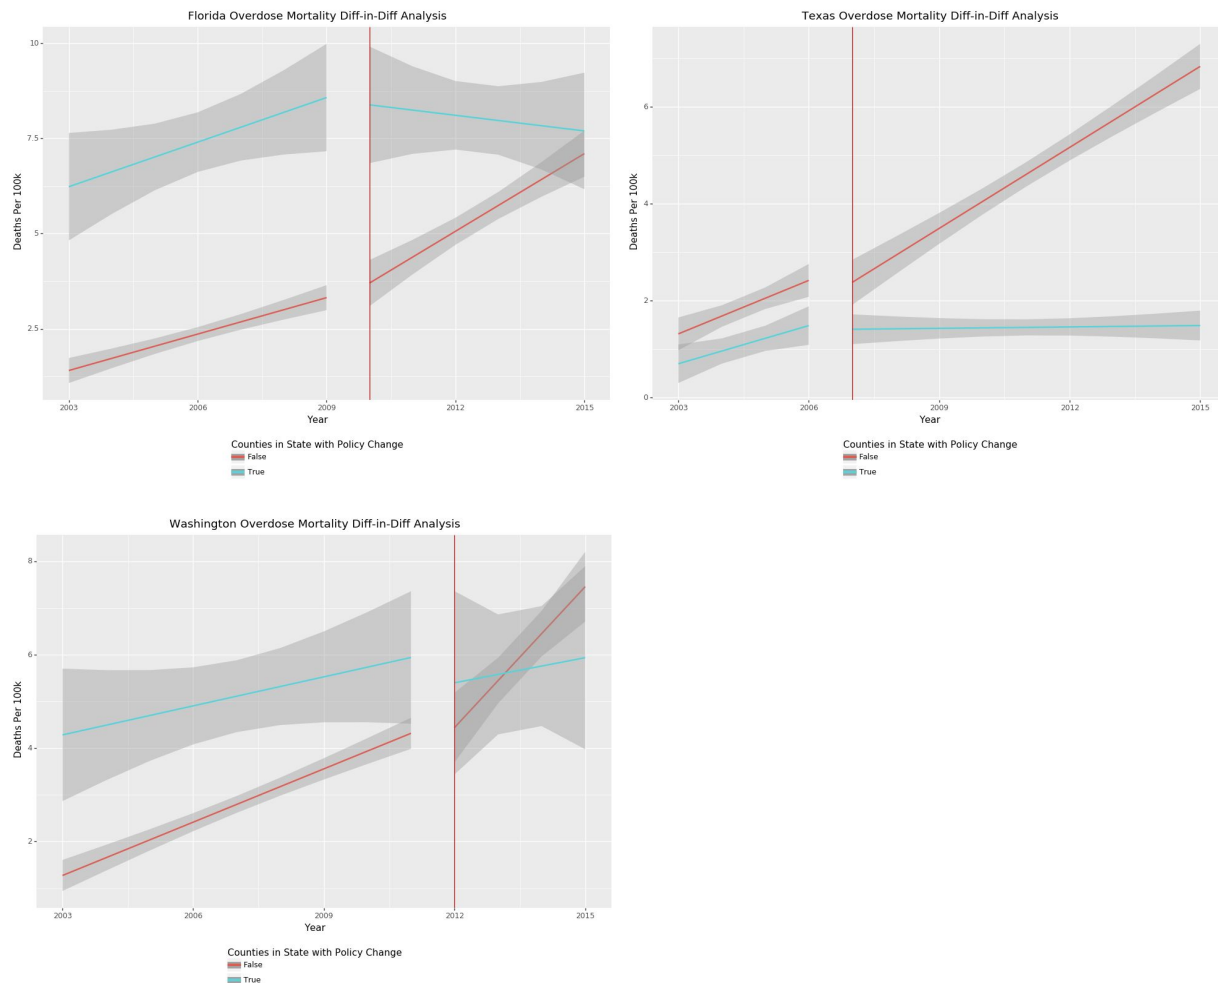 Florida Overdose Mortality Diff-in-Diff Analysis
10
7.5
5
2.5
Deaths Per 100k
2003 2006 2009 2012 2015
Year
Counties in State with Policy Change
False
True
Texas Overdose Mortality Diff-in-Diff Analysis
6
4
2
0
Deaths Per 100k
2003 2006 2009 2012 2015
Year
Counties in State with Policy Change
False
True
Washington Overdose Mortality Diff-in-Diff Analysis
8
6
4
2
Deaths Per 100k
2003 2006 2009 2012 2015
Year
Counties in State with Policy Change
False
True